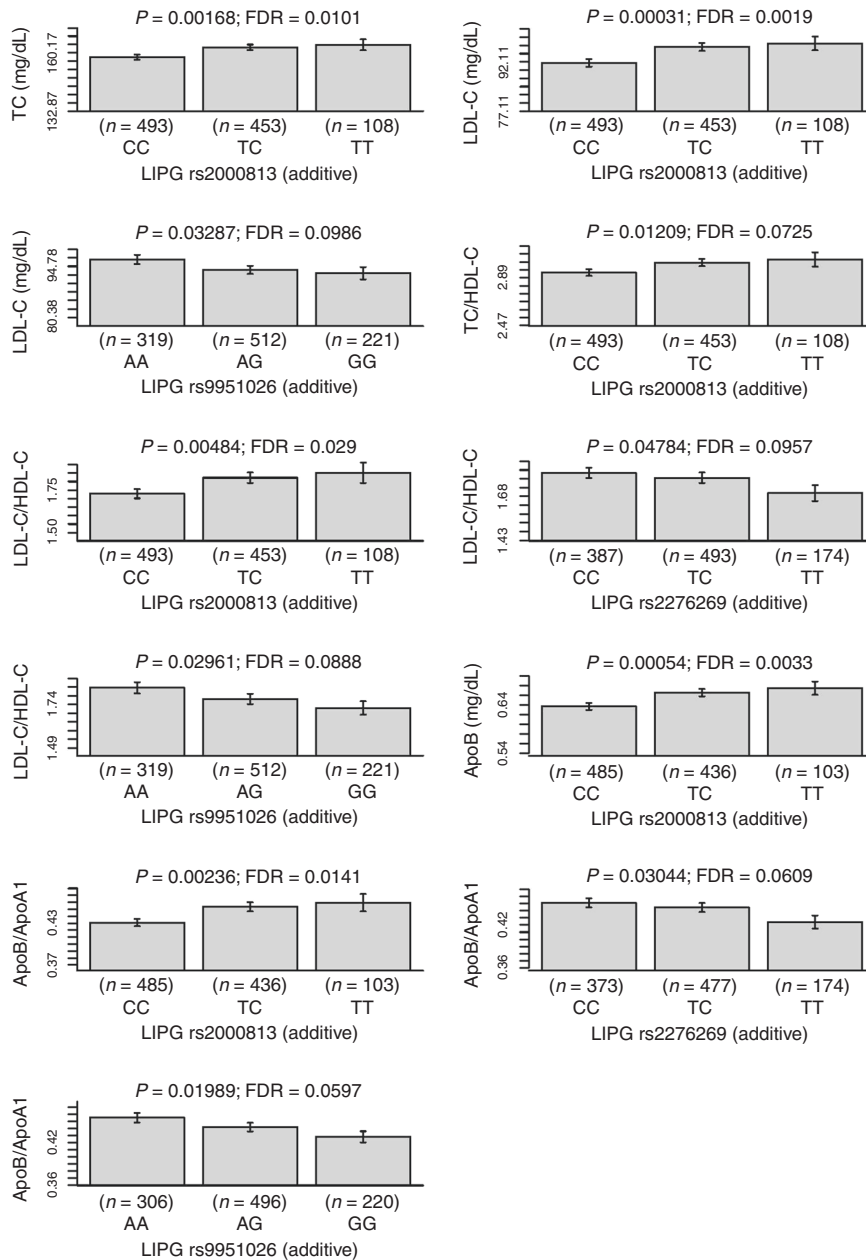 P = 0.00168; FDR = 0.0101
TC (mg/dL)
160.17
132.87
(n = 493) (n = 453) (n = 108)
CC TC TT
LIPG rs2000813 (additive)
P = 0.00031; FDR = 0.0019
LDL-C (mg/dL)
92.11
77.11
(n = 493) (n = 453) (n = 108)
CC TC TT
LIPG rs2000813 (additive)
P = 0.03287; FDR = 0.0986
LDL-C (mg/dL)
94.78
80.38
(n = 319) (n = 512) (n = 221)
AA AG GG
LIPG rs9951026 (additive)
P = 0.01209; FDR = 0.0725
TC/HDL-C
2.89
2.47
(n = 493) (n = 453) (n = 108)
CC TC TT
LIPG rs2000813 (additive)
P = 0.00484; FDR = 0.029
LDL-C/HDL-C
1.75
1.50
(n = 493) (n = 453) (n = 108)
CC TC TT
LIPG rs2000813 (additive)
P = 0.04784; FDR = 0.0957
LDL-C/HDL-C
1.68
1.43
(n = 387) (n = 493) (n = 174)
CC TC TT
LIPG rs2276269 (additive)
P = 0.02961; FDR = 0.0888
LDL-C/HDL-C
1.74
1.49
(n = 319) (n = 512) (n = 221)
AA AG GG
LIPG rs9951026 (additive)
P = 0.00054; FDR = 0.0033
ApoB (mg/dL)
0.64
0.54
(n = 485) (n = 436) (n = 103)
CC TC TT
LIPG rs2000813 (additive)
P = 0.00236; FDR = 0.0141
ApoB/ApoA1
0.43
0.37
(n = 485) (n = 436) (n = 103)
CC TC TT
LIPG rs2000813 (additive)
P = 0.03044; FDR = 0.0609
ApoB/ApoA1
0.42
0.36
(n = 373) (n = 477) (n = 174)
CC TC TT
LIPG rs2276269 (additive)
P = 0.01989; FDR = 0.0597
ApoB/ApoA1
0.42
0.36
(n = 306) (n = 496) (n = 220)
AA AG GG
LIPG rs9951026 (additive)